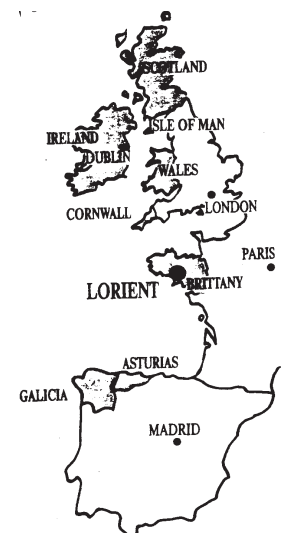 SCOTLAND
ISLE OF MAN
IRELAND
DUBLIN
WALES
CORNWALL
LONDON
PARIS
LORIENT
BRITTANY
ASTURIAS
GALICIA
MADRID